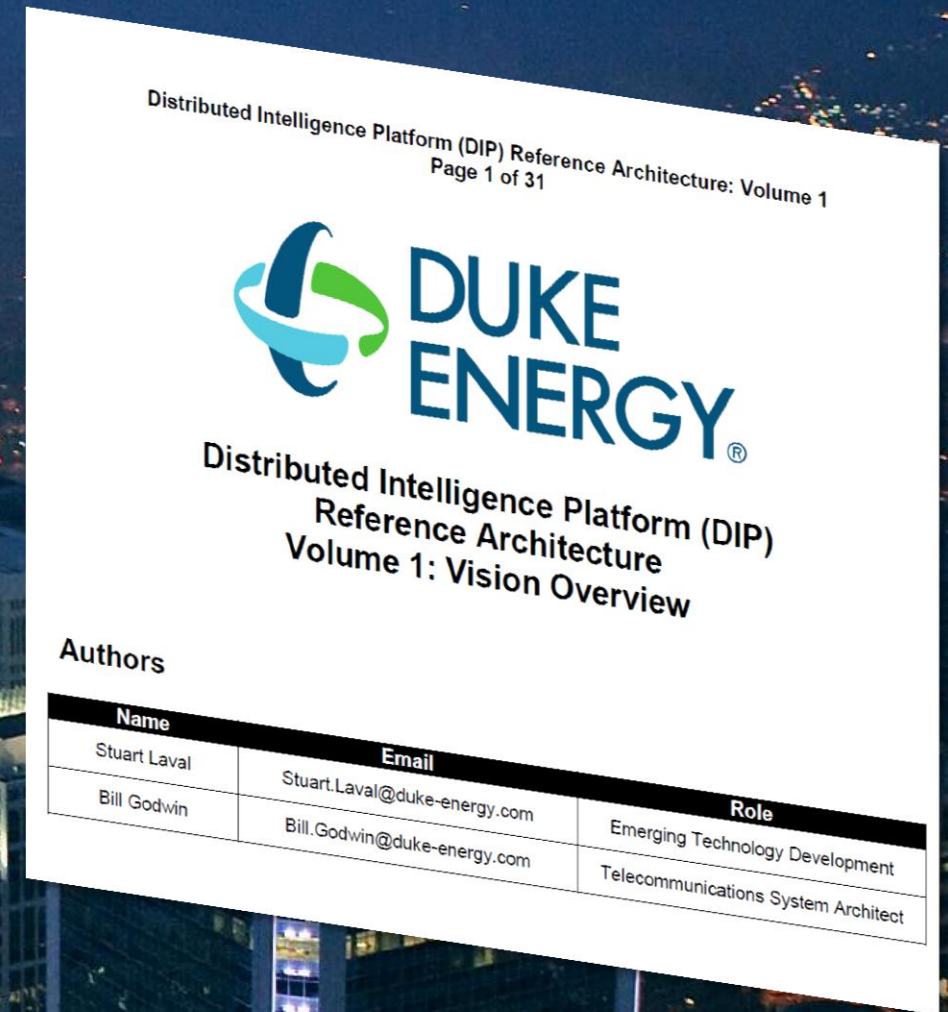 Distributed Intelligence Platform (DIP) Reference Architecture: Volume 1
Page 1 of 31
DUKE
ENERGY®
Distributed Intelligence Platform (DIP)
Reference Architecture
Volume 1: Vision Overview
Authors
Name Email Role
Stuart Laval Stuart.Laval@duke-energy.com Emerging Technology Development
Bill Godwin Bill.Godwin@duke-energy.com Telecommunications System Architect